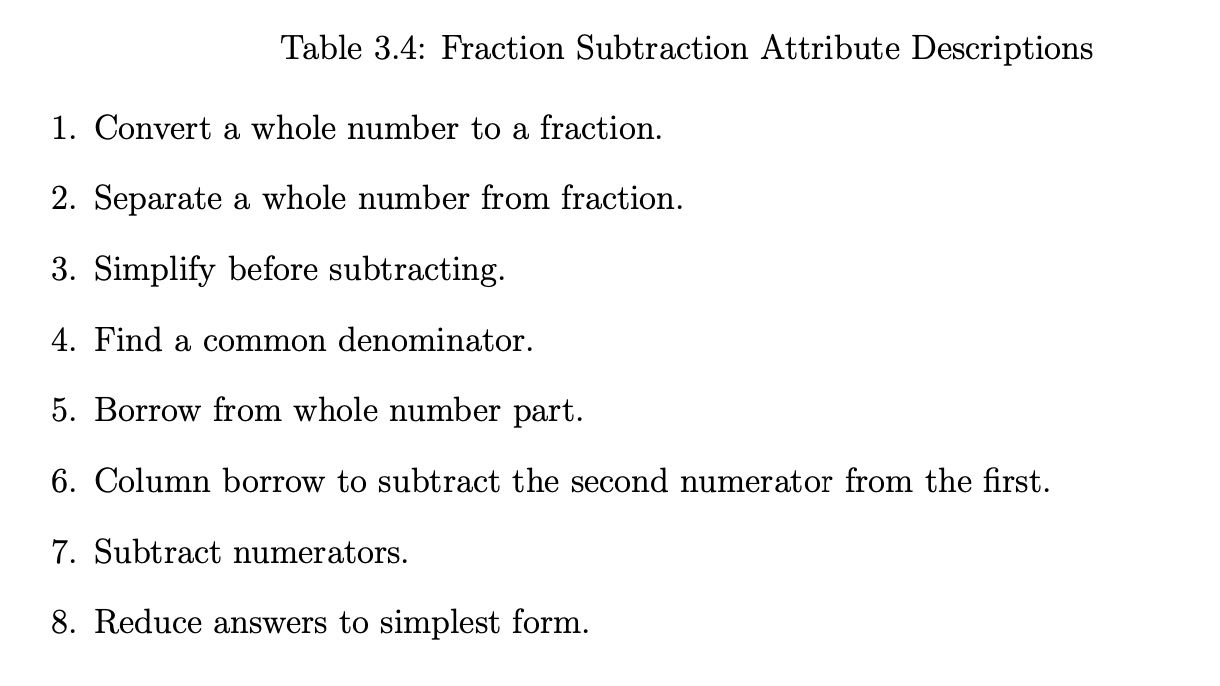 Table 3.4: Fraction Subtraction Attribute Descriptions
1. Convert a whole number to a fraction.
2. Separate a whole number from fraction.
3. Simplify before subtracting.
4. Find a common denominator.
5. Borrow from whole number part.
6. Column borrow to subtract the second numerator from the first.
7. Subtract numerators.
8. Reduce answers to simplest form.